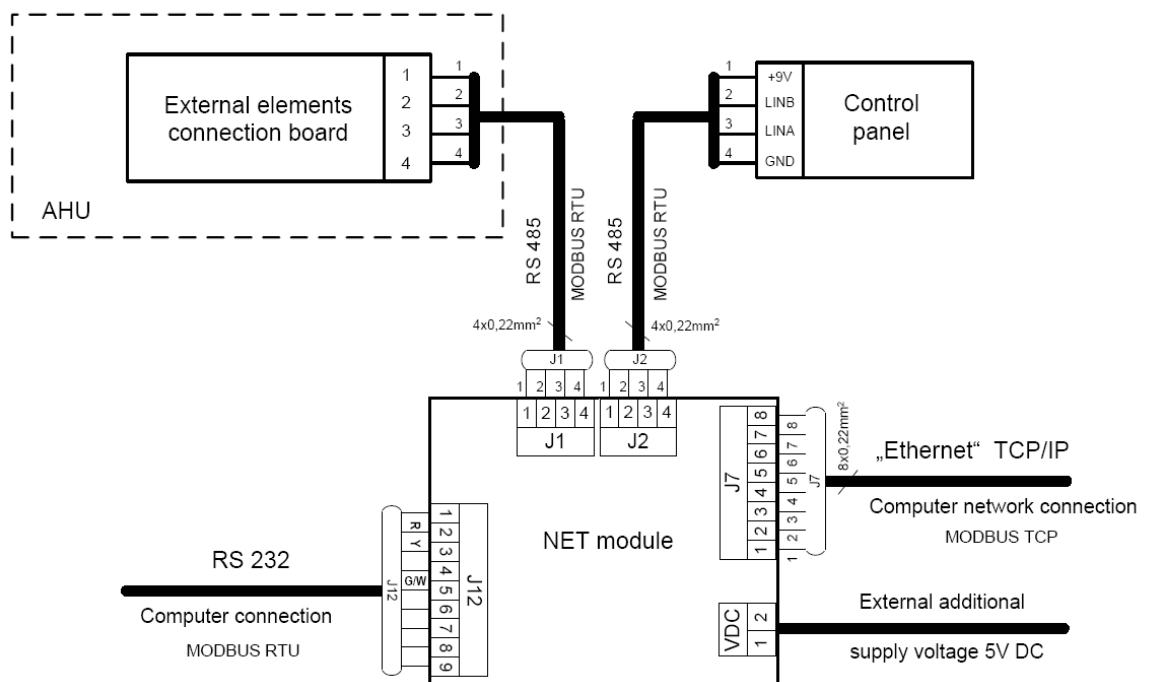 External elements
connection board
1
2
3
4
1
2
3
4
AHU
1
2
3
4
+9V
LINB
LINA
GND
Control
panel
RS 485
MODBUS RTU
4x0,22mm²
RS 485
MODBUS RTU
4x0,22mm²
J1
J2
1 2 3 4
1 2 3 4
1 2 3 4
1 2 3 4
J1
J2
J7
8
7
6
5
4
3
2
1
8
7
6
5
4
3
2
1
J7
8x0,22mm²
„Ethernet“ TCP/IP
Computer network connection
MODBUS TCP
NET module
RS 232
Computer connection
MODBUS RTU
J12
R
Y
G/W
1
2
3
4
5
6
7
8
9
J12
VDC
2
1
External additional
supply voltage 5V DC